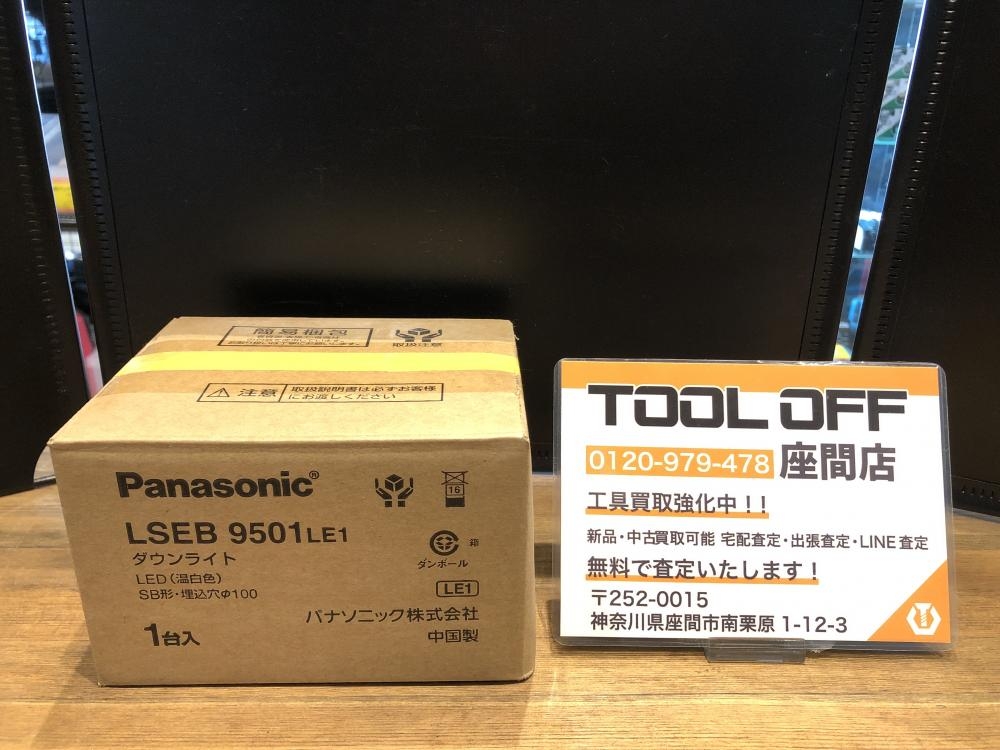 簡易梱包
取扱注意
注意
取扱説明書は必ずお客様
にお渡しください
Panasonic®
16
LSEB 9501LE1
ダウンライト
LED(温白色)
SB形・埋込穴Φ100
箱
ダンボール
LE1
パナソニック株式会社
1台入
中国製
TOOL OFF
0120-979-478 座間店
工具買取強化中!!
新品・中古買取可能 宅配査定・出張査定・LINE査定
無料で査定いたします!
〒252-0015
神奈川県座間市南栗原 1-12-3